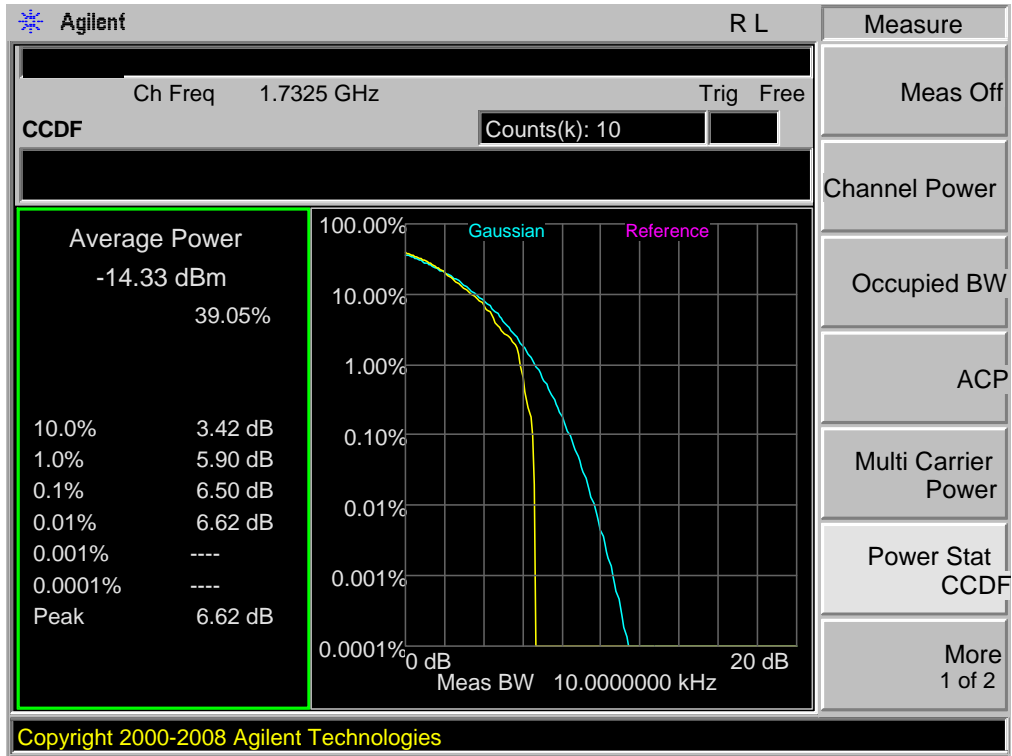 Agilent R L Measure
Ch Freq 1.7325 GHz Trig Free
CCDF Counts(k): 10
Meas Off
Channel Power
Occupied BW
ACP
Multi Carrier
Power
Power Stat
CCDF
More
1 of 2
Average Power
-14.33 dBm
39.05%
10.0% 3.42 dB
1.0% 5.90 dB
0.1% 6.50 dB
0.01% 6.62 dB
0.001% ----
0.0001% ----
Peak 6.62 dB
Gaussian Reference
100.00%
10.00%
1.00%
0.10%
0.01%
0.001%
0.0001%
0 dB 20 dB
Meas BW 10.0000000 kHz
Copyright 2000-2008 Agilent Technologies